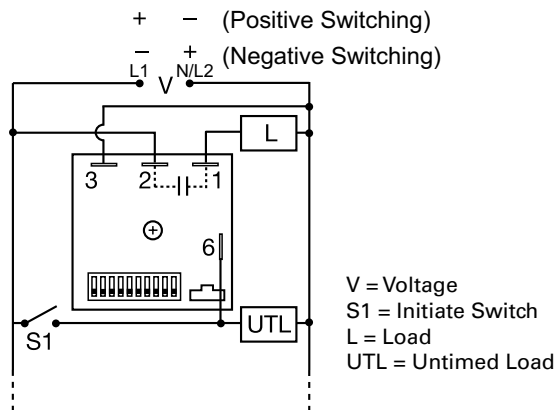 + − (Positive Switching)
− + (Negative Switching)
L1 V N/L2
L
3 2 1
6
S1 UTL
V = Voltage
S1 = Initiate Switch
L = Load
UTL = Untimed Load